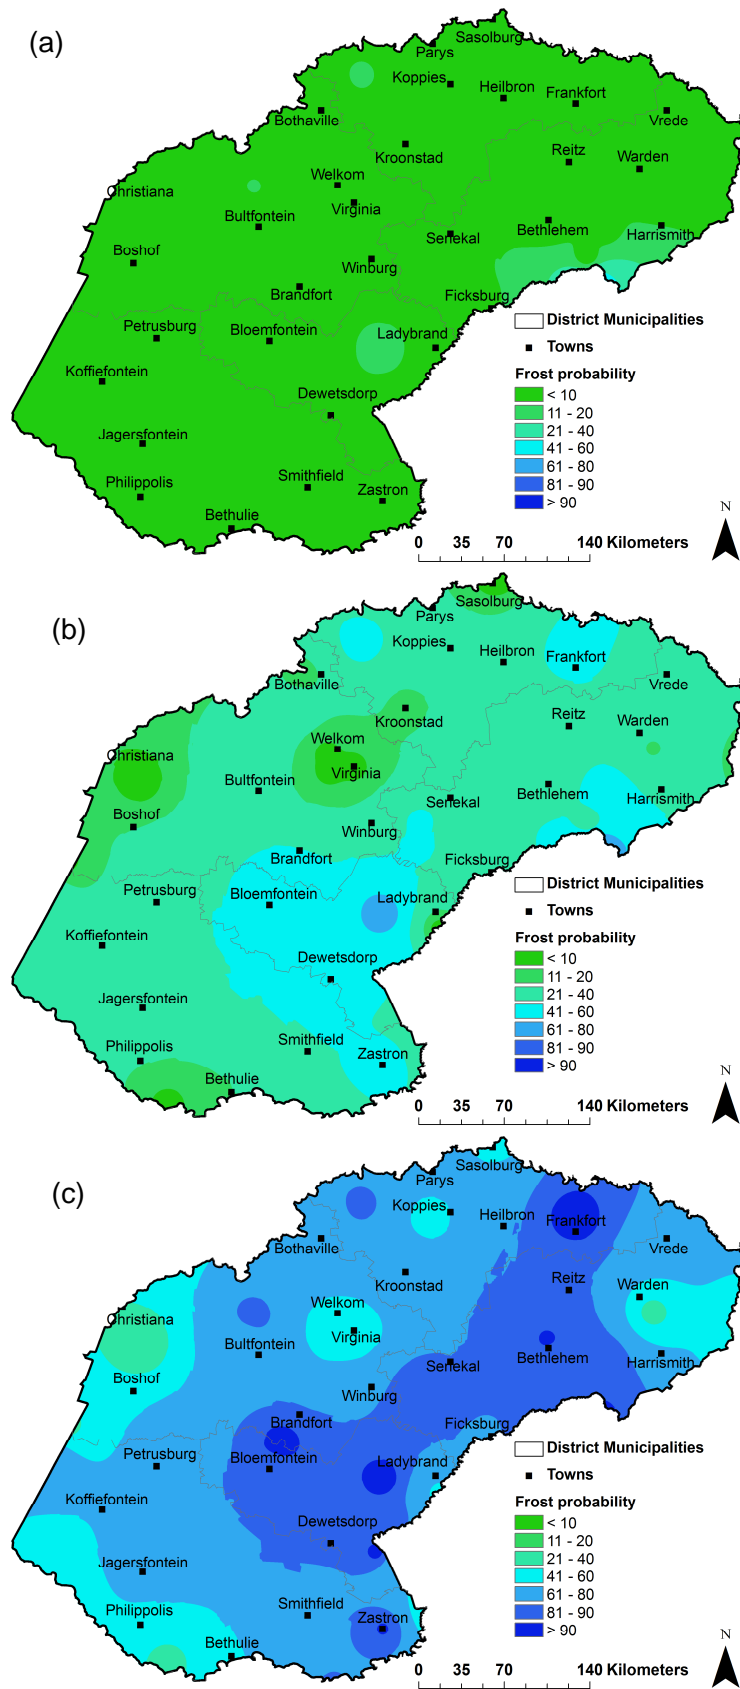 (a)
Sasolburg
Parys
Koppies
Heilbron
Frankfort
Bothaville
Vrede
Kroonstad
Reitz
Warden
Welkom
Christiana
Virginia
Bultfontein
Bethlehem
Senekal
Harrismith
Boshof
Winburg
Brandfort
Ficksburg
Petrusburg
Bloemfontein
Ladybrand
Koffiefontein
Dewetsdorp
Jagersfontein
Philippolis
Smithfield
Zastron
Bethulie
District Municipalities
Towns
Frost probability
< 10
11 - 20
21 - 40
41 - 60
61 - 80
81 - 90
> 90
N
0 35 70 140 Kilometers
(b)
Sasolburg
Parys
Koppies
Heilbron
Frankfort
Bothaville
Vrede
Kroonstad
Reitz
Warden
Welkom
Christiana
Virginia
Bultfontein
Bethlehem
Senekal
Harrismith
Boshof
Winburg
Brandfort
Ficksburg
Petrusburg
Bloemfontein
Ladybrand
Koffiefontein
Dewetsdorp
Jagersfontein
Philippolis
Smithfield
Zastron
Bethulie
District Municipalities
Towns
Frost probability
< 10
11 - 20
21 - 40
41 - 60
61 - 80
81 - 90
> 90
N
0 35 70 140 Kilometers
(c)
Sasolburg
Parys
Koppies
Heilbron
Frankfort
Bothaville
Vrede
Kroonstad
Reitz
Warden
Welkom
Christiana
Virginia
Bultfontein
Bethlehem
Senekal
Harrismith
Boshof
Winburg
Brandfort
Ficksburg
Petrusburg
Bloemfontein
Ladybrand
Koffiefontein
Dewetsdorp
Jagersfontein
Philippolis
Smithfield
Zastron
Bethulie
District Municipalities
Towns
Frost probability
< 10
11 - 20
21 - 40
41 - 60
61 - 80
81 - 90
> 90
N
0 35 70 140 Kilometers